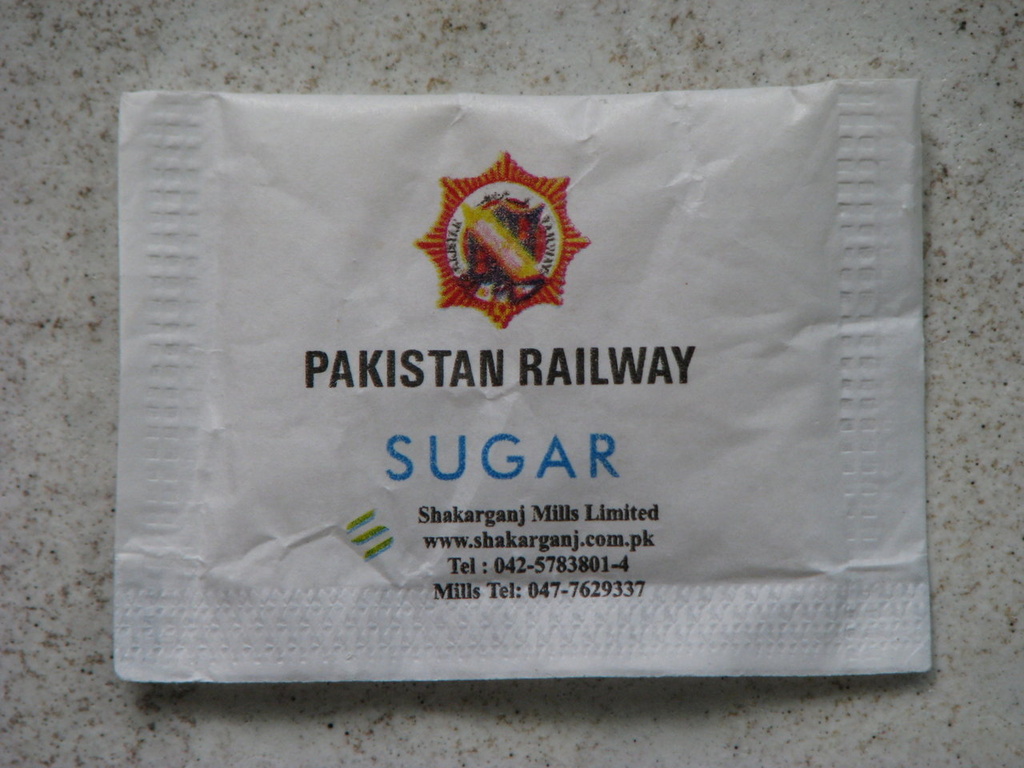 PAKISTAN RAILWAY
SUGAR
Shakarganj Mills Limited
www.shakarganj.com.pk
Tel : 042-5783801-4
Mills Tel: 047-7629337